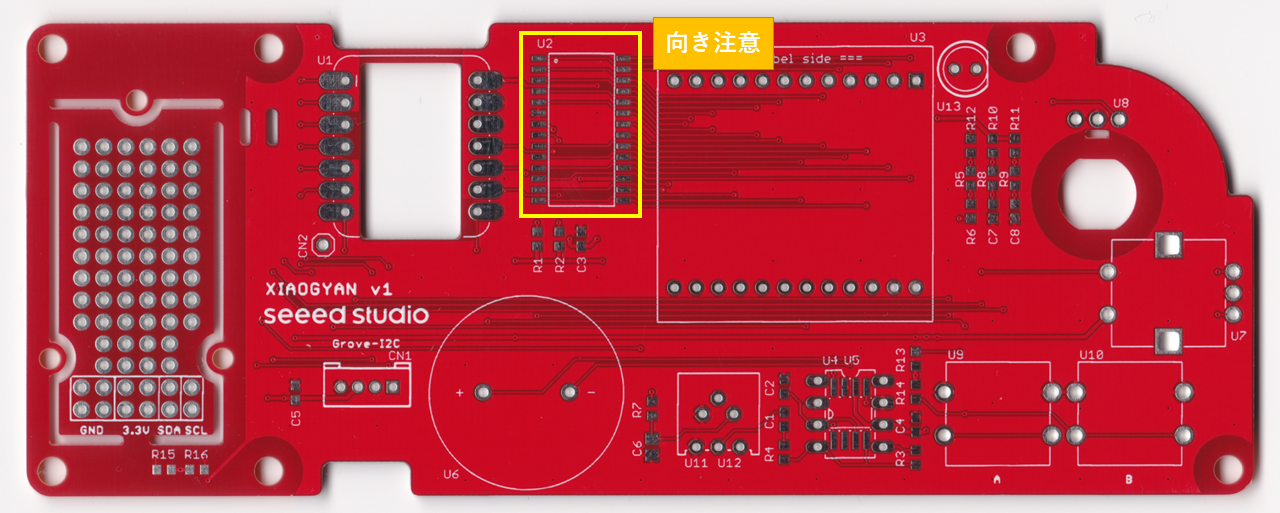 向き注意
U1
U2
U3
bel side ===
U13
R12
R10
R11
U8
R5
R8
R9
R6
C7
C8
CN2
R1
R2
C3
XIAOGYAN v1
seeed studio
Grove-I2C
CN1
C5
+
-
U6
R7
C6
U11 U12
C2
C1
R4
U4 U5
R13
R14
C4
R3
U9
U10
U7
A
B
GND 3.3V SDA SCL
R15 R16